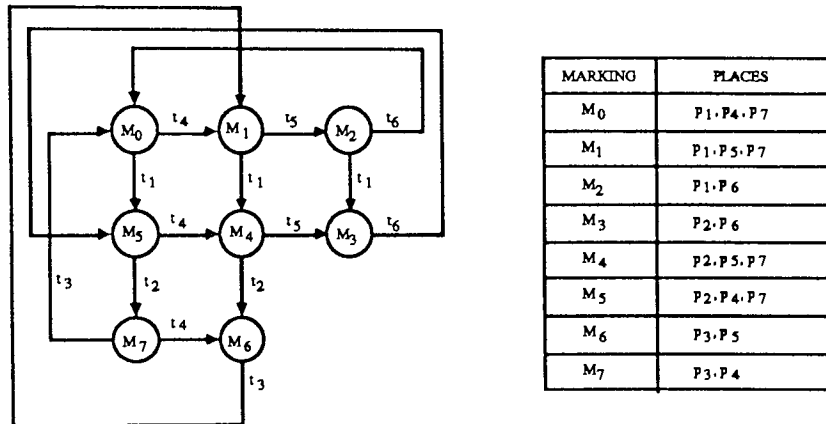 M0 t4 M1 t5 M2 t6
t1 t1 t1
M5 t4 M4 t5 M3 t6
t3 t2 t2
M7 t4 M6
t3
MARKING PLACES
M0 P1, P4, P7
M1 P1, P5, P7
M2 P1, P6
M3 P2, P6
M4 P2, P5, P7
M5 P2, P4, P7
M6 P3, P5
M7 P3, P4